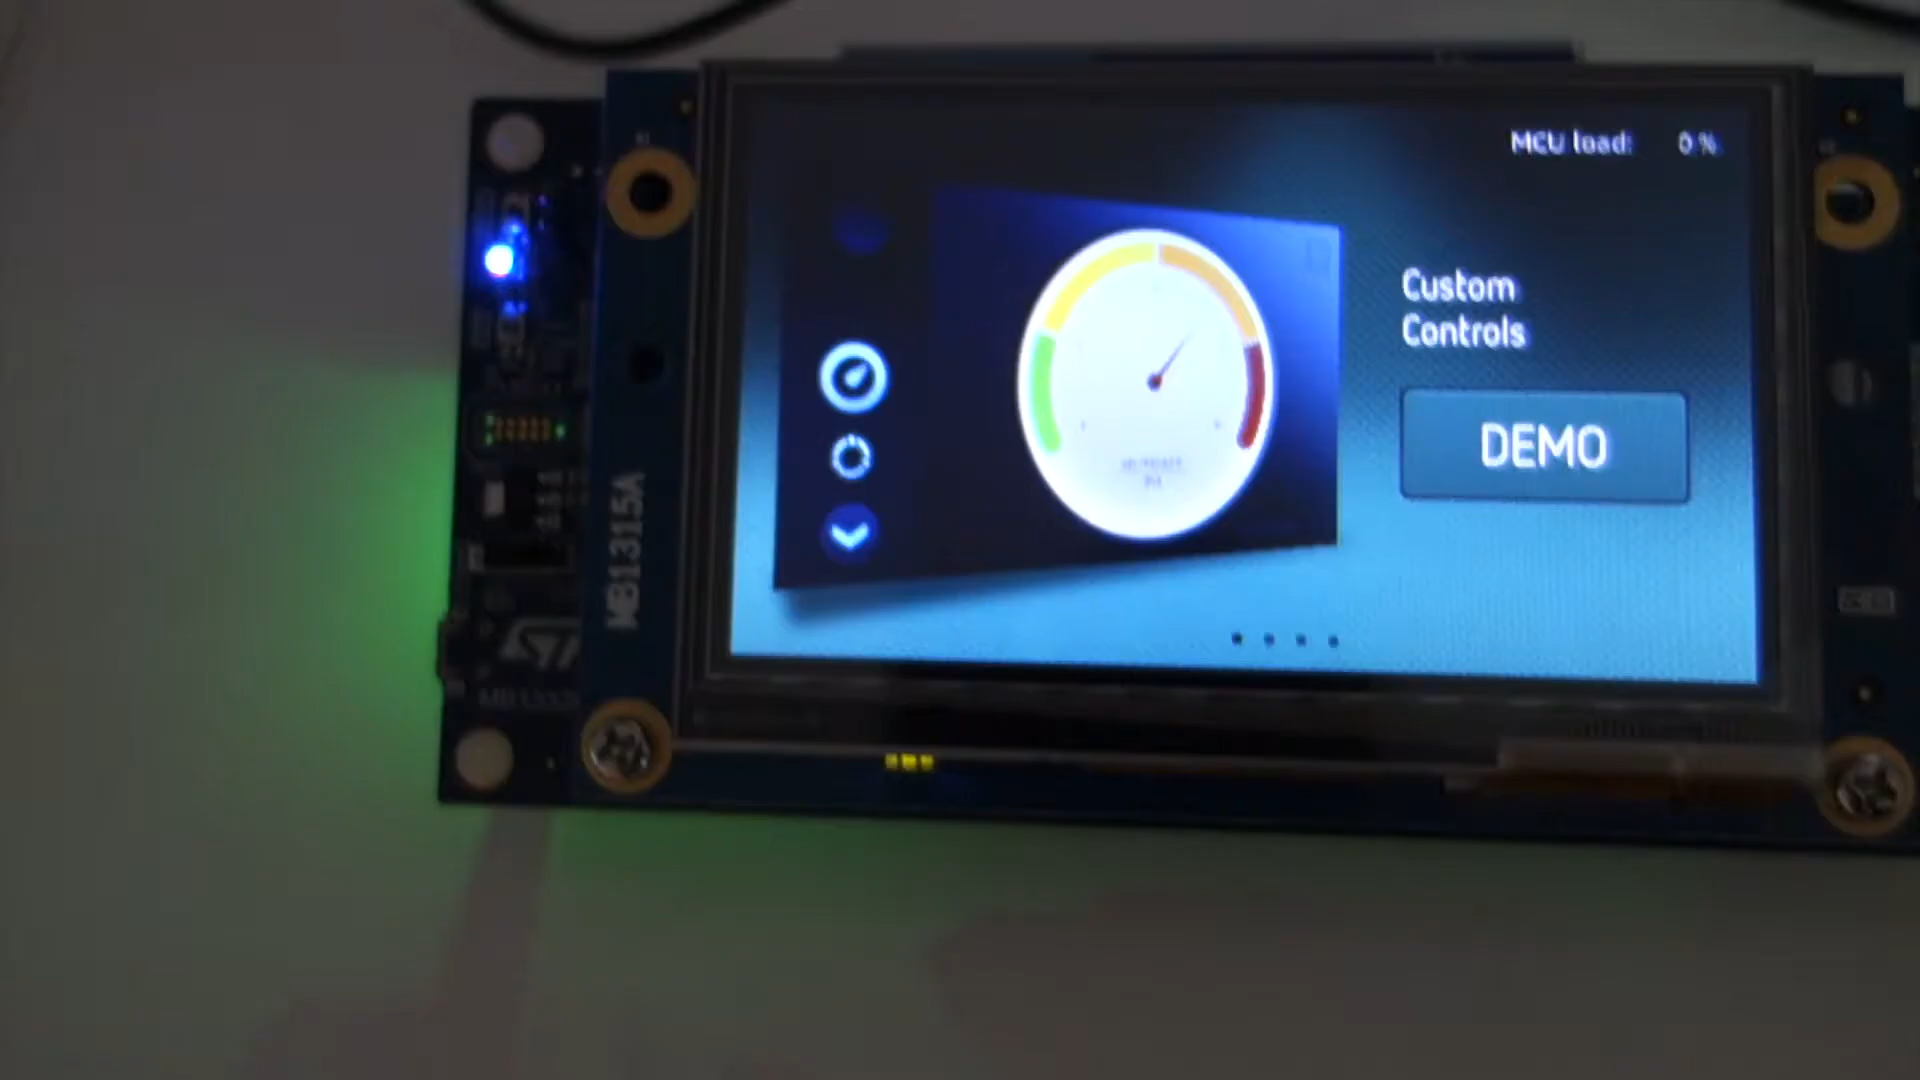 MCU load: 0 %
Custom
Controls
DEMO
MB1315A